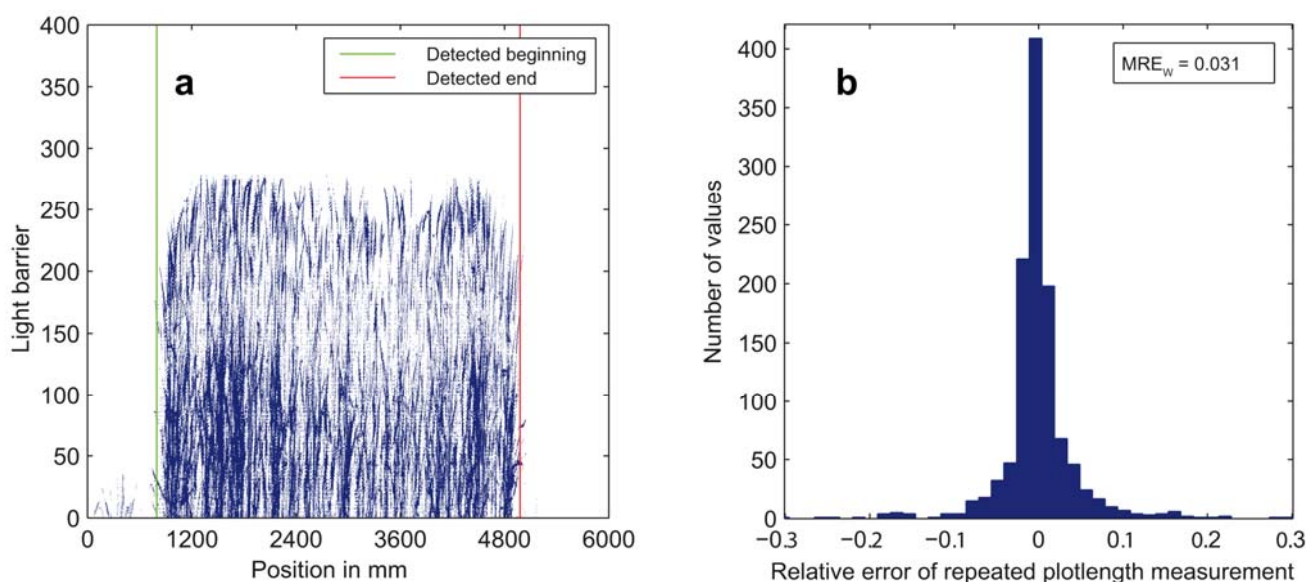 400
350
300
250
200
150
100
50
0
Light barrier
0 1200 2400 3600 4800 6000
Position in mm
a
Detected beginning
Detected end
400
350
300
250
200
150
100
50
0
Number of values
−0.3 −0.2 −0.1 0 0.1 0.2 0.3
Relative error of repeated plotlength measurement
b
MRE_W = 0.031